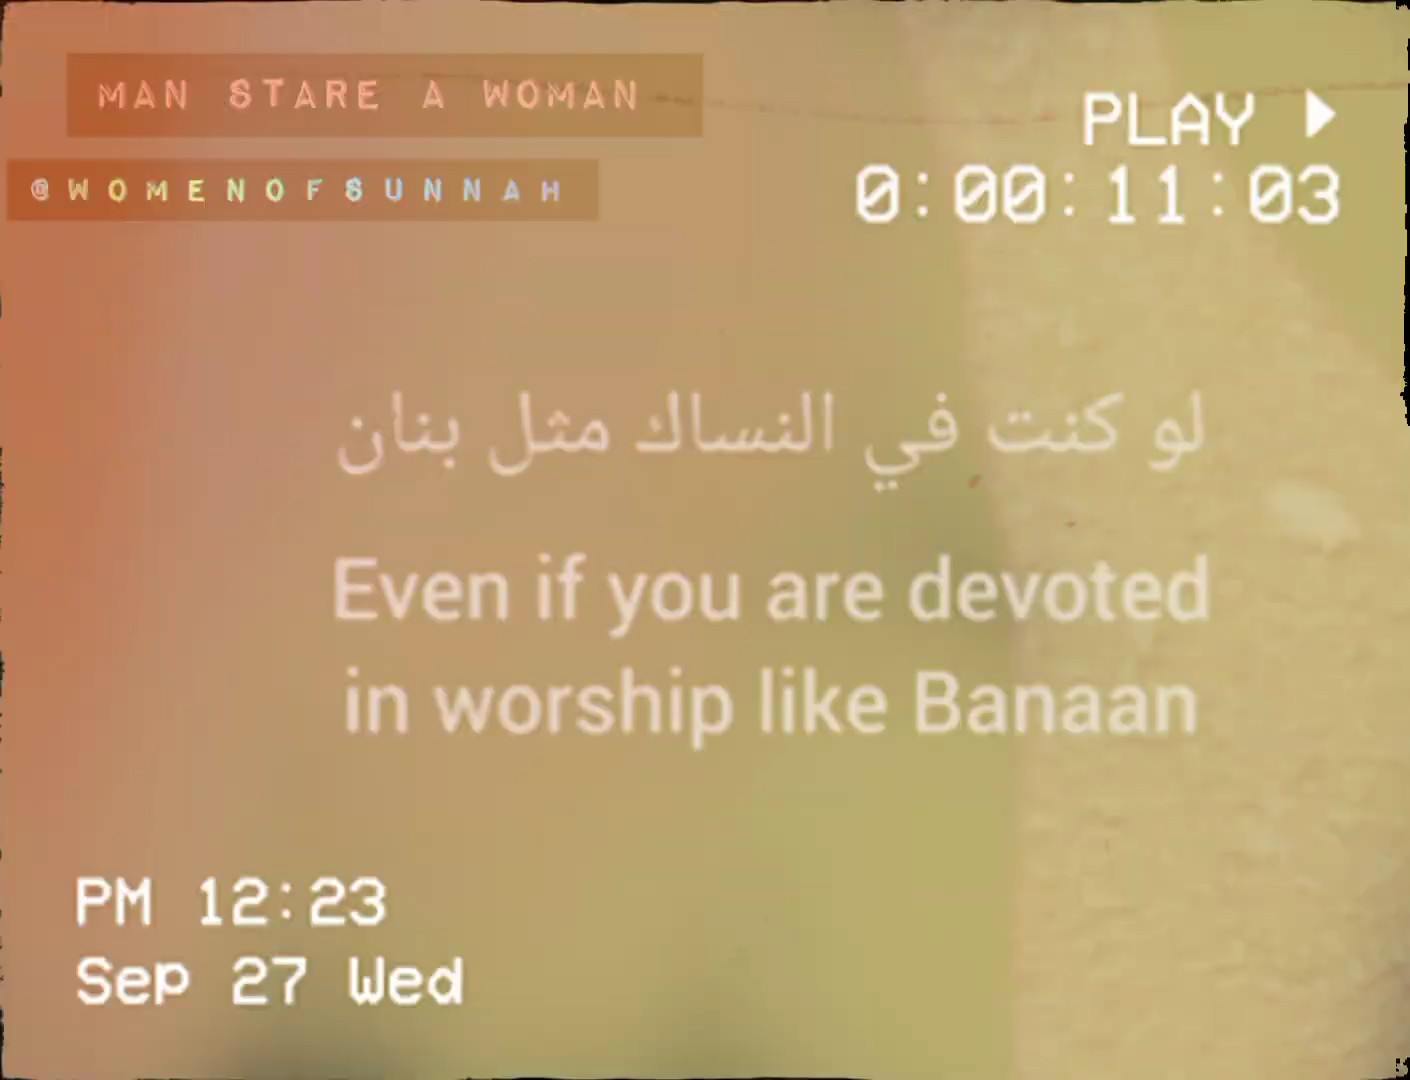 MAN STARE A WOMAN
@WOMENOFSUNNAH
PLAY
0:00:11:03
لو كنت في النساك مثل بنان
Even if you are devoted
in worship like Banaan
PM 12:23
Sep 27 Wed